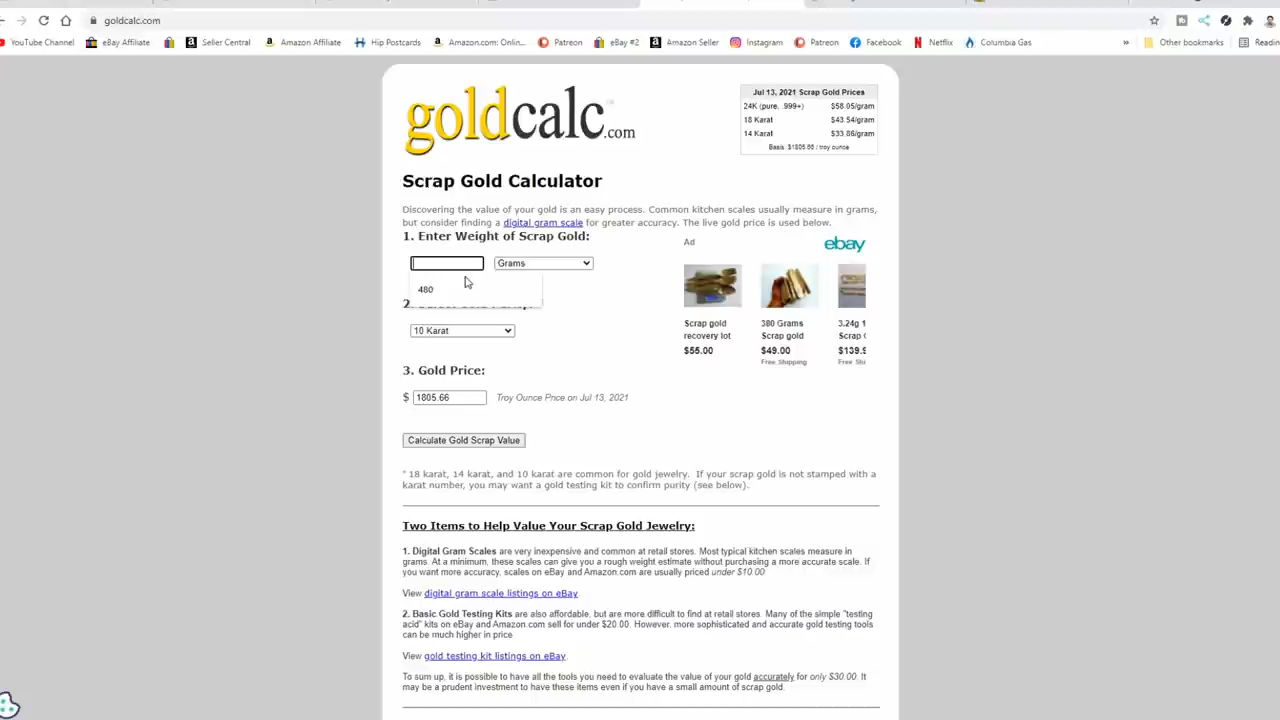 goldcalc.com
YouTube Channel
eBay Affiliate
Seller Central
Amazon Affiliate
Hip Postcards
Amazon.com: Onli...
Patreon
eBay #2
Amazon Seller
Instagram
Patreon
Facebook
Netflix
Columbia Gas
»
Other bookmarks
goldcalc.com
Jul 13, 2021 Scrap Gold Prices
24K (pure, .999+) $58.05/gram
18 Karat $43.54/gram
14 Karat $33.86/gram
Basis: $1805.66 / troy ounce
Scrap Gold Calculator
Discovering the value of your gold is an easy process. Common kitchen scales usually measure in grams,
but consider finding a digital gram scale for greater accuracy. The live gold price is used below.
1. Enter Weight of Scrap Gold:
Grams
480
10 Karat
3. Gold Price:
$ 1805.66 Troy Ounce Price on Jul 13, 2021
Calculate Gold Scrap Value
Ad
ebay
Scrap gold
recovery lot
$55.00
380 Grams
Scrap gold
$49.00
Free Shipping
3.24g 1
Scrap
$139.9
* 18 karat, 14 karat, and 10 karat are common for gold jewelry. If your scrap gold is not stamped with a
karat number, you may want a gold testing kit to confirm purity (see below).
Two Items to Help Value Your Scrap Gold Jewelry:
1. Digital Gram Scales are very inexpensive and common at retail stores. Most typical kitchen scales measure in
grams. At a minimum, these scales can give you a rough weight estimate without purchasing a more accurate scale. If
you want more accuracy, scales on eBay and Amazon.com are usually priced under $10.00
View digital gram scale listings on eBay
2. Basic Gold Testing Kits are also affordable, but are more difficult to find at retail stores. Many of the simple "testing
acid" kits on eBay and Amazon.com sell for under $20.00. However, more sophisticated and accurate gold testing tools
can be much higher in price
View gold testing kit listings on eBay.
To sum up, it is possible to have all the tools you need to evaluate the value of your gold accurately for only $30.00. It
may be a prudent investment to have these items even if you have a small amount of scrap gold.